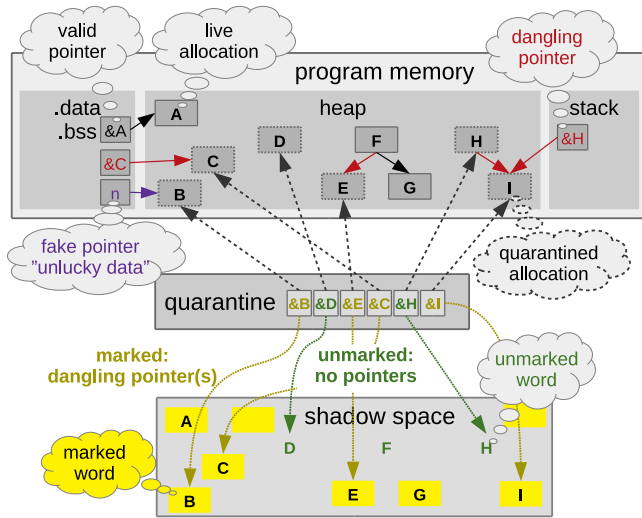 valid
pointer
live
allocation
dangling
pointer
program memory
.data
.bss
heap
stack
&A
A
&C
C
n
B
D
F
E
G
H
I
&H
fake pointer
"unlucky data"
quarantined
allocation
quarantine
&B
&D
&E
&C
&H
&I
marked:
dangling pointer(s)
unmarked:
no pointers
unmarked
word
shadow space
A
D
F
H
C
marked
word
B
E
G
I